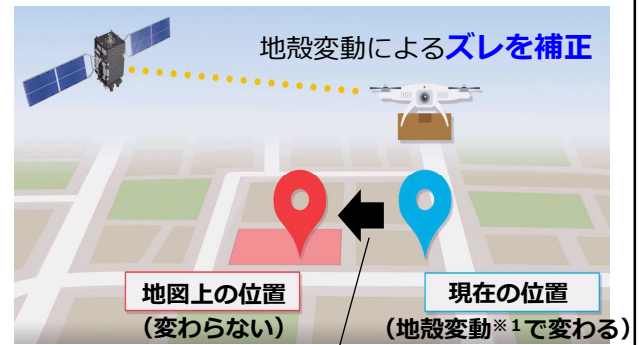 地殻変動によるズレを補正
地図上の位置
（変わらない）
現在の位置
（地殻変動※1で変わる）